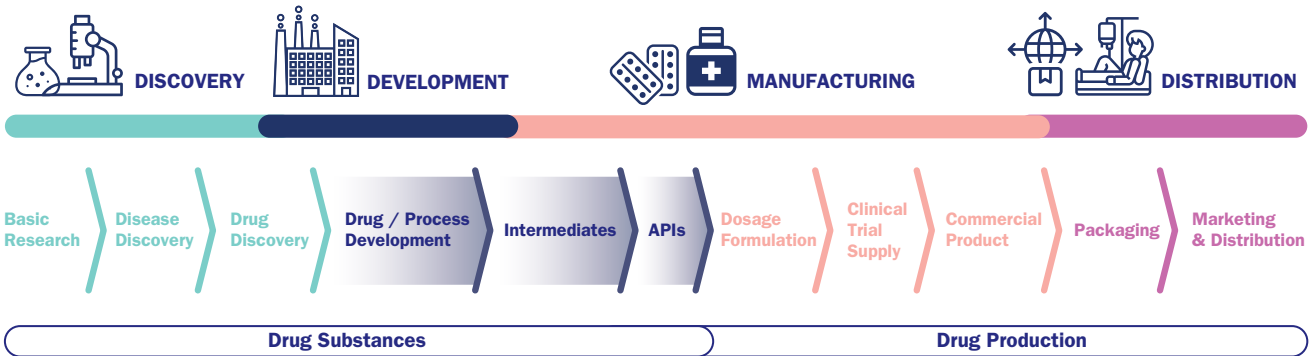 DISCOVERY
DEVELOPMENT
MANUFACTURING
DISTRIBUTION
Basic
Research
Disease
Discovery
Drug
Discovery
Drug / Process
Development
Intermediates
APIs
Dosage
Formulation
Clinical
Trial
Supply
Commercial
Product
Packaging
Marketing
& Distribution
Drug Substances
Drug Production